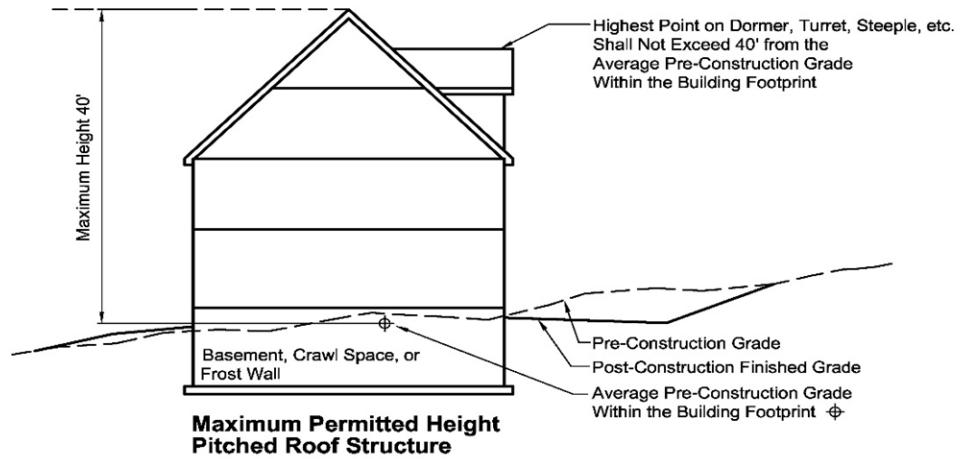 Highest Point on Dormer, Turret, Steeple, etc.
Shall Not Exceed 40' from the
Average Pre-Construction Grade
Within the Building Footprint
Maximum Height 40'
Basement, Crawl Space, or
Frost Wall
Pre-Construction Grade
Post-Construction Finished Grade
Average Pre-Construction Grade
Within the Building Footprint
Maximum Permitted Height
Pitched Roof Structure